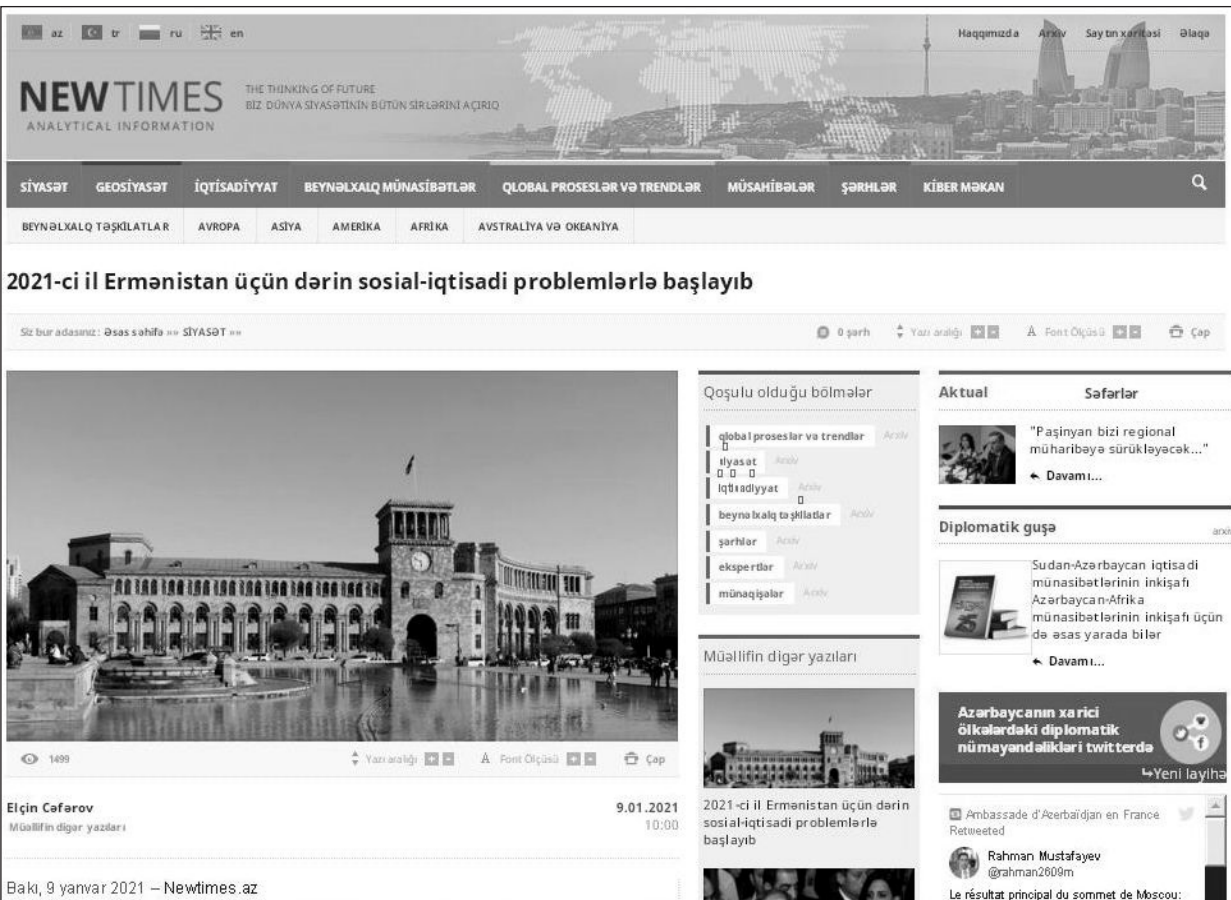 az tr ru en
Haqqımızda Arxiv Saytın xəritəsi Əlaqə
NEWTIMES
ANALYTICAL INFORMATION
THE THINKING OF FUTURE
BİZ DÜNYA SİYASƏTİNİN BÜTÜN SİRLƏRİNİ AÇIRIQ
SİYASƏT GEOSİYASƏT İQTİSADİYYAT BEYNƏLXALQ MÜNASİBƏTLƏR QLOBAL PROSESLƏR VƏ TRENDLƏR MÜSAHİBƏLƏR ŞƏRHLƏR KİBER MƏKAN
BEYNƏLXALQ TƏŞKİLATLAR AVROPA ASİYA AMERİKA AFRİKA AVSTRALİYA VƏ OKEANİYA
2021-ci il Ermənistan üçün dərin sosial-iqtisadi problemlərlə başlayıb
Siz bur adasınız: Əsas səhifə »» SİYASƏT »»
0 şərh Yazı aralığı + - A Font Ölçüsü + - Çap
1499 Yazı aralığı + - A Font Ölçüsü + - Çap
Elçin Cəfərov 9.01.2021
Müəllifin digər yazıları 10:00
Bakı, 9 yanvar 2021 – Newtimes.az
Qoşulu olduğu bölmələr
qlobal proseslər və trendlər Arxiv
siyasət Arxiv
iqtisadiyyat Arxiv
beynəlxalq təşkilatlar Arxiv
şərhlər Arxiv
ekspertlər Arxiv
münaqişələr Arxiv
Müəllifin digər yazıları
2021-ci il Ermənistan üçün dərin
sosial-iqtisadi problemlərlə
başlayıb
Aktual Səfərlər
"Paşinyan bizi regional
müharibəyə sürükləyəcək..."
Davamı...
Diplomatik guşə arxiv
Sudan-Azərbaycan iqtisadi
münasibətlərinin inkişafı
Azərbaycan-Afrika
münasibətlərinin inkişafı üçün
də əsas yarada bilər
Davamı...
Azərbaycanın xarici
ölkələrdəki diplomatik
nümayəndəlikləri twitterdə
Yeni layihə
Ambassade d'Azerbaïdjan en France
Retweeted
Rahman Mustafayev
@rahman2609m
Le résultat principal du sommet de Moscou: